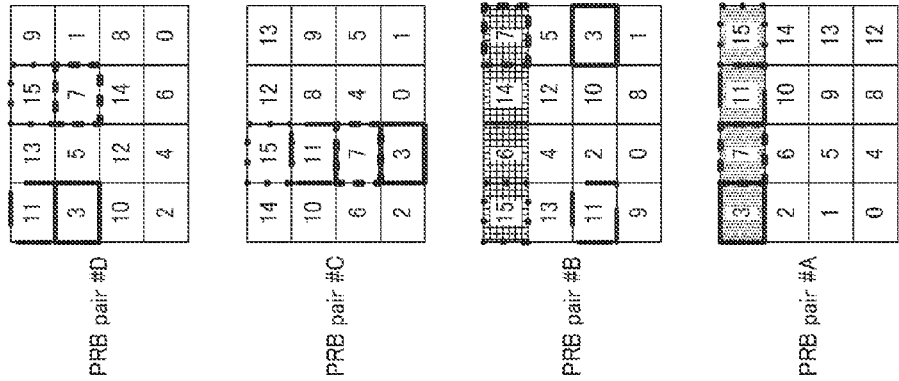 PRB pair #A PRB pair #B PRB pair #C PRB pair #D
0 1 2 3 9 11 13 15 2 6 10 14 2 10 3 11
4 5 6 7 0 2 4 6 3 7 11 15 4 12 5 13
8 9 10 11 8 10 12 14 0 4 8 12 6 14 7 15
12 13 14 15 1 3 5 7 1 5 9 13 0 8 1 9